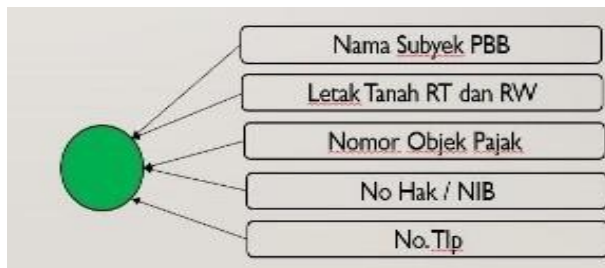 Nama Subyek PBB
Letak Tanah RT dan RW
Nomor Objek Pajak
No Hak / NIB
No. Tlp